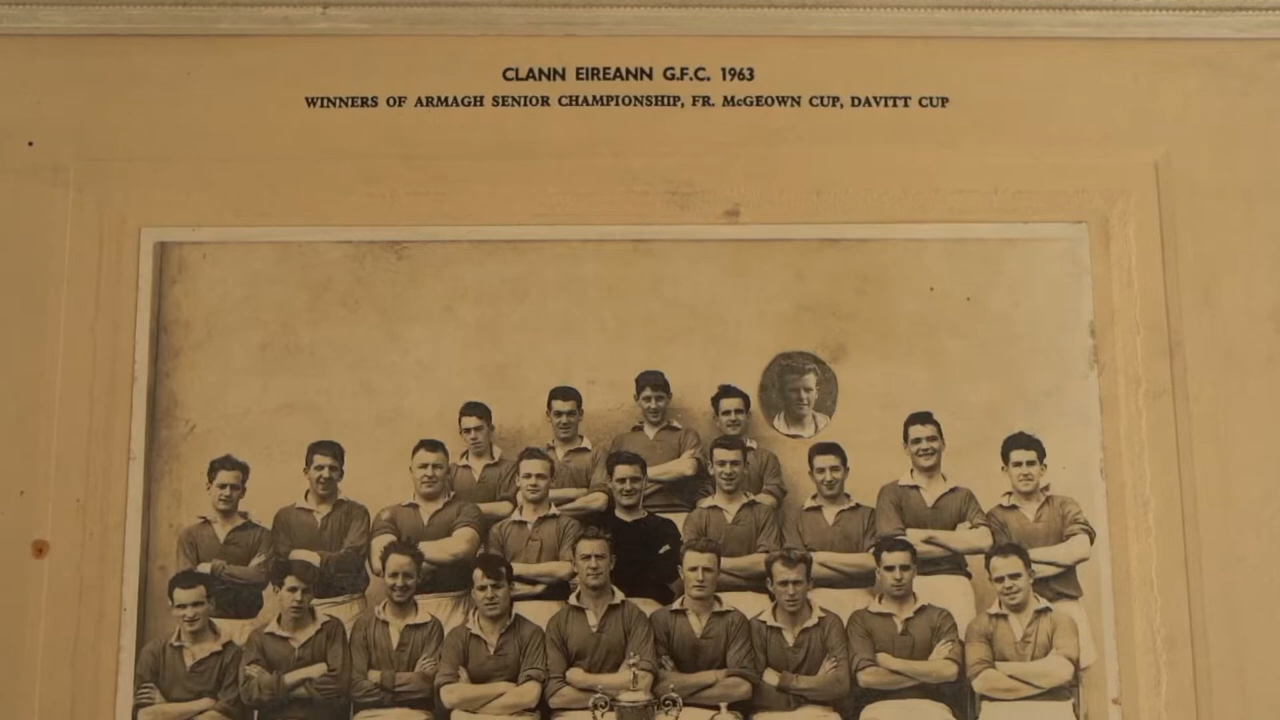 CLANN EIREANN G.F.C. 1963
WINNERS OF ARMAGH SENIOR CHAMPIONSHIP, FR. McGEOWN CUP, DAVITT CUP